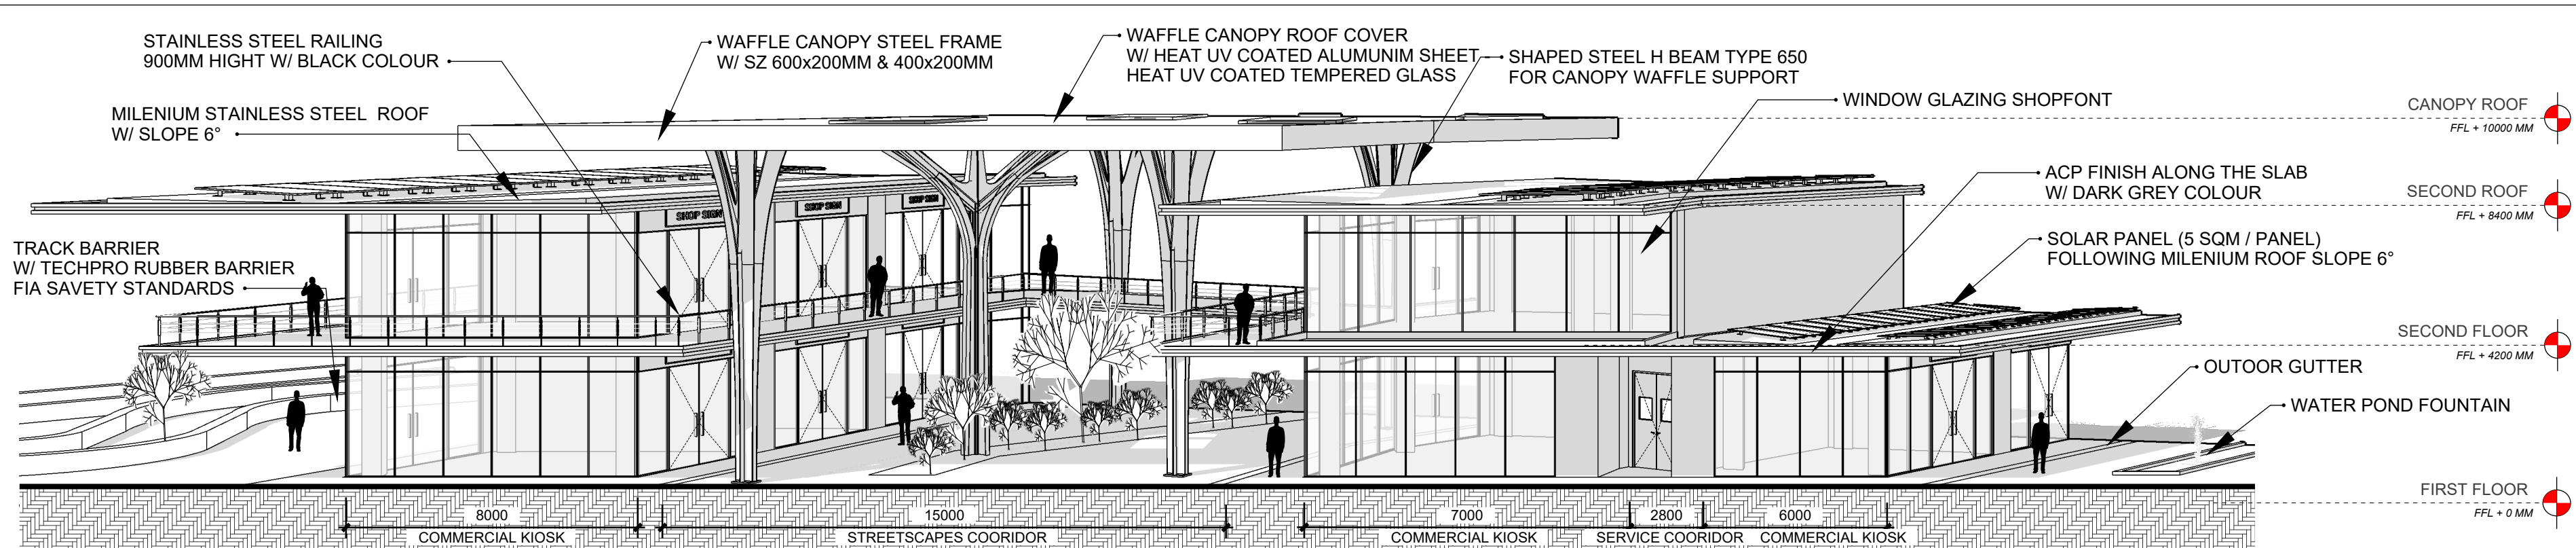 STAINLESS STEEL RAILING
900MM HIGHT W/ BLACK COLOUR
MILENIUM STAINLESS STEEL ROOF
W/ SLOPE 6°
TRACK BARRIER
W/ TECHPRO RUBBER BARRIER
FIA SAVETY STANDARDS
WAFFLE CANOPY STEEL FRAME
W/ SZ 600x200MM & 400x200MM
WAFFLE CANOPY ROOF COVER
W/ HEAT UV COATED ALUMUNIM SHEET
HEAT UV COATED TEMPERED GLASS
SHAPED STEEL H BEAM TYPE 650
FOR CANOPY WAFFLE SUPPORT
WINDOW GLAZING SHOPFONT
ACP FINISH ALONG THE SLAB
W/ DARK GREY COLOUR
SOLAR PANEL (5 SQM / PANEL)
FOLLOWING MILENIUM ROOF SLOPE 6°
OUTOOR GUTTER
WATER POND FOUNTAIN
SHOP SIGN
SHOP SIGN
SHOP SIGN
CANOPY ROOF
FFL + 10000 MM
SECOND ROOF
FFL + 8400 MM
SECOND FLOOR
FFL + 4200 MM
FIRST FLOOR
FFL + 0 MM
8000
COMMERCIAL KIOSK
15000
STREETSCAPES COORIDOR
7000
COMMERCIAL KIOSK
2800
SERVICE COORIDOR
6000
COMMERCIAL KIOSK